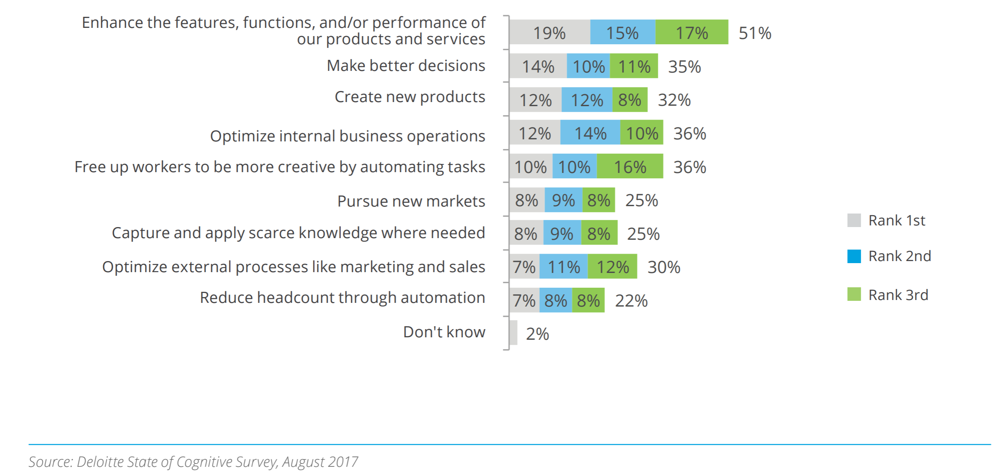 Enhance the features, functions, and/or performance of
our products and services
19% 15% 17% 51%
Make better decisions
14% 10% 11% 35%
Create new products
12% 12% 8% 32%
Optimize internal business operations
12% 14% 10% 36%
Free up workers to be more creative by automating tasks
10% 10% 16% 36%
Pursue new markets
8% 9% 8% 25%
Capture and apply scarce knowledge where needed
8% 9% 8% 25%
Optimize external processes like marketing and sales
7% 11% 12% 30%
Reduce headcount through automation
7% 8% 8% 22%
Don't know
2%
Rank 1st
Rank 2nd
Rank 3rd
Source: Deloitte State of Cognitive Survey, August 2017